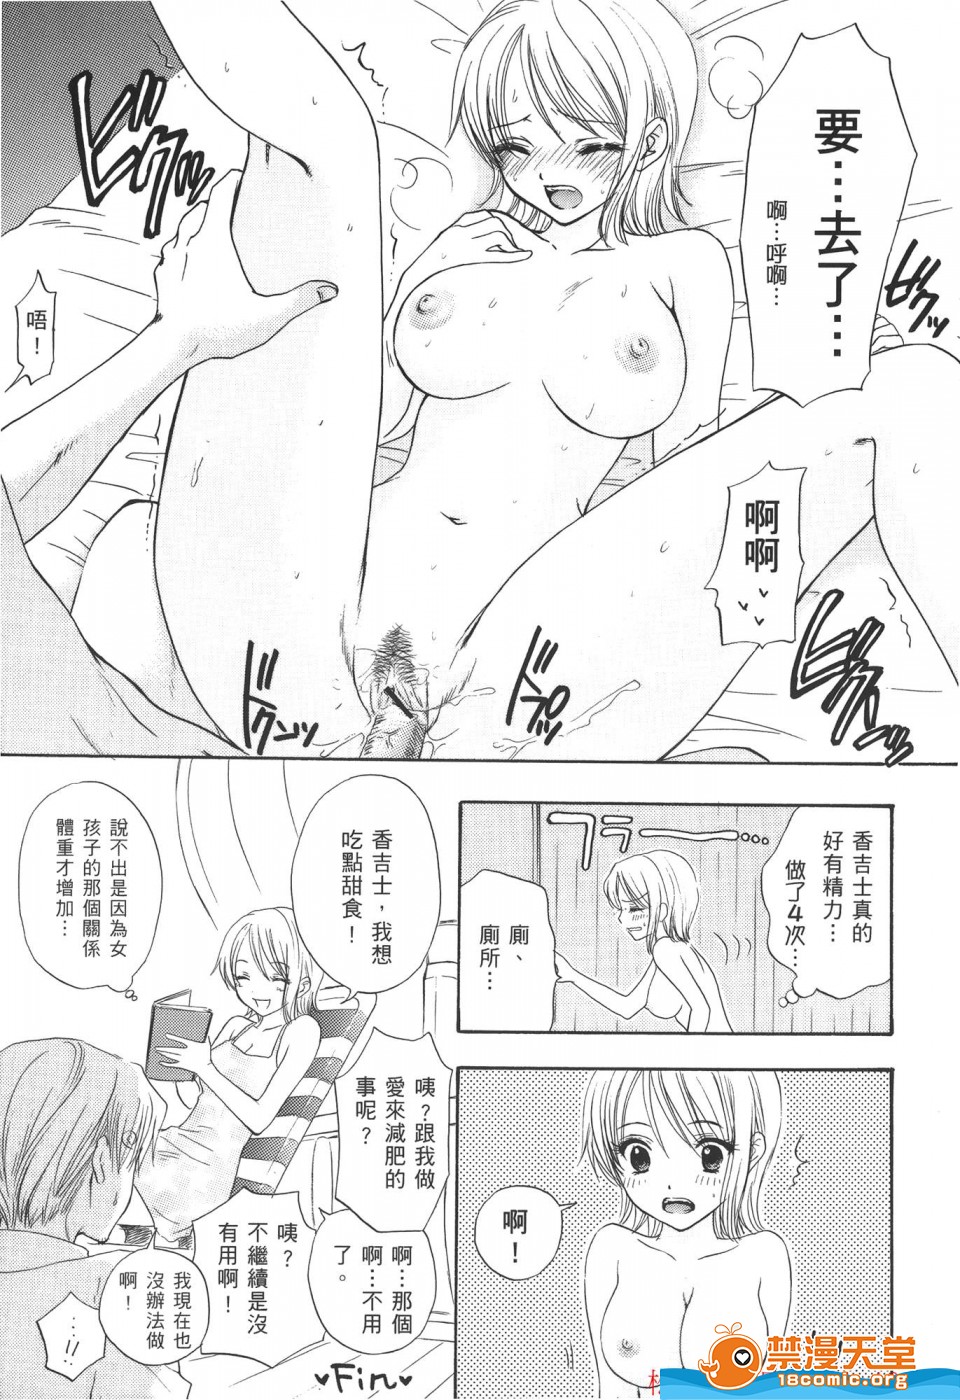 要…去了…
啊…呼啊…
唔！
啊啊
香吉士真的
好有精力…
做了4次…
フラーー…
廁、
廁所…
啊！
香吉士，我想
吃點甜食！
說不出是因為女
孩子的那個關係
體重才增加…
咦？跟我做
愛來減肥的
事呢？
啊…那個
啊…不用
了。
咦？
不繼續是沒
有用啊！
我現在也
沒辦法做
啊！
…!!
♥Fin♥
禁漫天堂
18comic.org